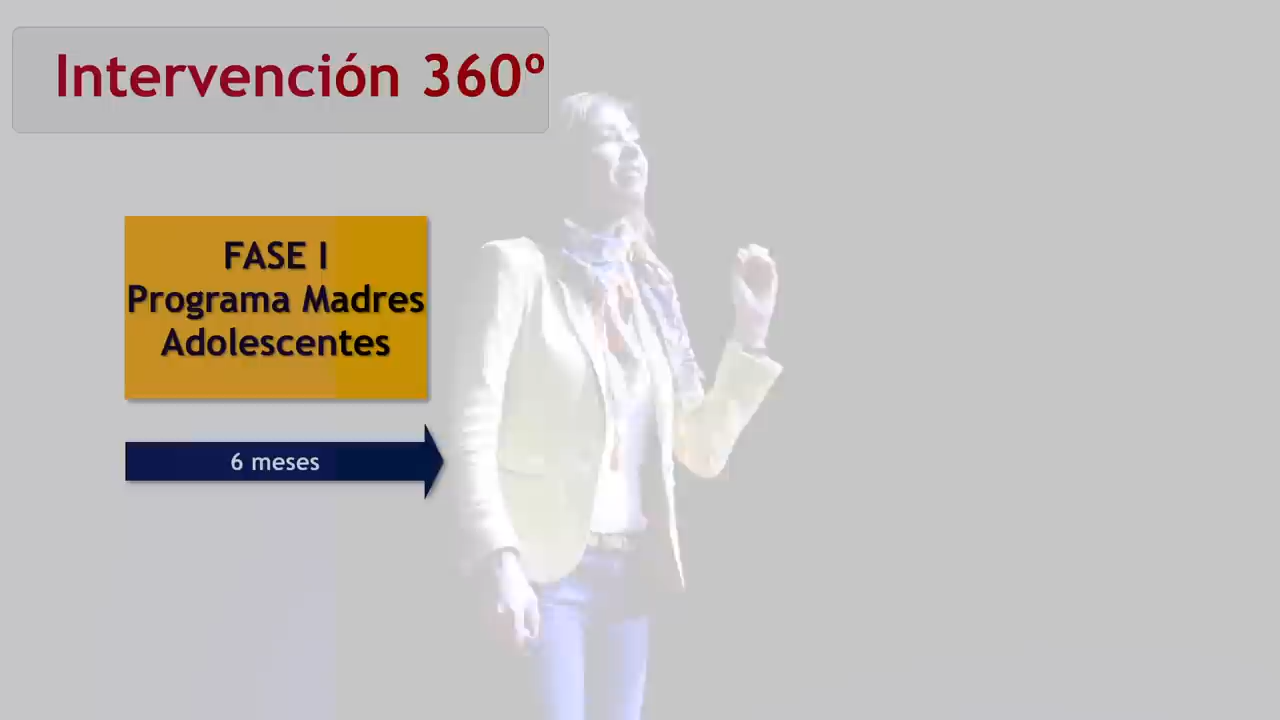 Intervención 360º
FASE I
Programa Madres
Adolescentes
6 meses